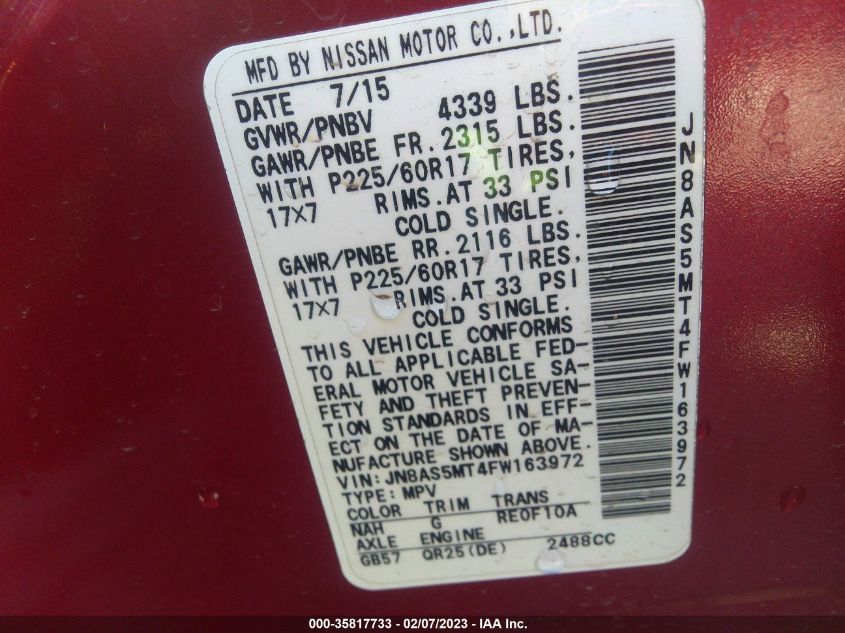 MFD BY NISSAN MOTOR CO.,LTD.
DATE 7/15
GVWR/PNBV 4339 LBS.
GAWR/PNBE FR. 2315 LBS.
WITH P225/60R17 TIRES,
17X7 RIMS. AT 33 PSI
COLD SINGLE.
GAWR/PNBE RR. 2116 LBS.
WITH P225/60R17 TIRES,
17X7 RIMS. AT 33 PSI
COLD SINGLE.
THIS VEHICLE CONFORMS
TO ALL APPLICABLE FED-
ERAL MOTOR VEHICLE SA-
FETY AND THEFT PREVEN-
TION STANDARDS IN EFF-
ECT ON THE DATE OF MA-
NUFACTURE SHOWN ABOVE.
VIN:JN8AS5MT4FW163972
TYPE:MPV
COLOR TRIM TRANS
NAH G RE0F10A
AXLE ENGINE
GB57 QR25(DE) 2488CC
JN8AS5MT4FW163972
000-35817733 - 02/07/2023 - IAA Inc.